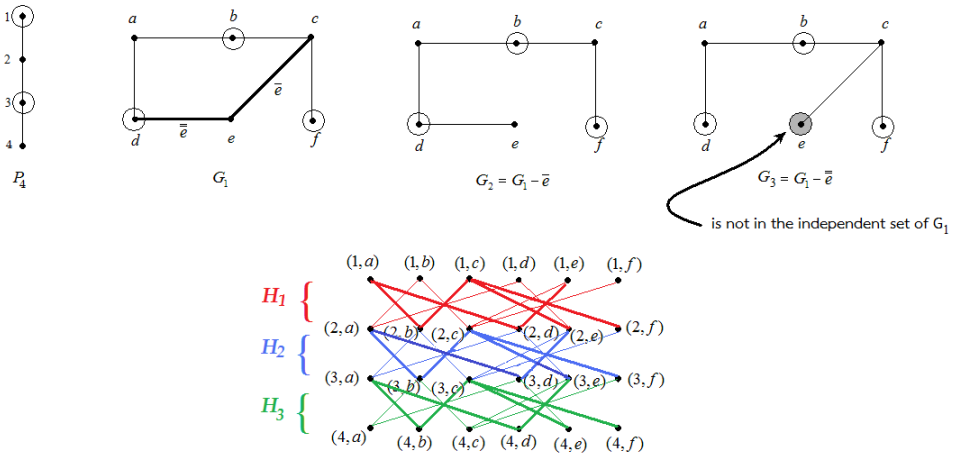 1
2
3
4
P₄
a b c
d e f
e̅
e̿
G₁
a b c
d e f
G₂ = G₁ - e̅
a b c
d e f
G₃ = G₁ - e̿
is not in the independent set of G₁
(1,a) (1,b) (1,c) (1,d) (1,e) (1,f)
H₁ {
(2,a) (2,b) (2,c) (2,d) (2,e) (2,f)
H₂ {
(3,a) (3,b) (3,c) (3,d) (3,e) (3,f)
H₃ {
(4,a) (4,b) (4,c) (4,d) (4,e) (4,f)